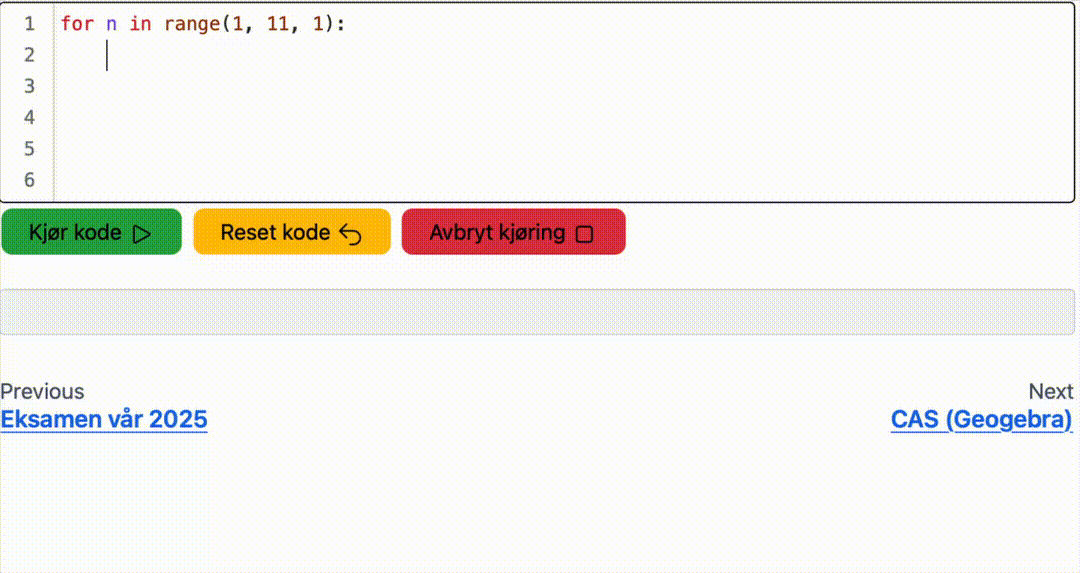 1 for n in range(1, 11, 1):
2
3
4
5
6
Kjør kode Reset kode Avbryt kjøring
Previous Next
Eksamen vår 2025 CAS (Geogebra)